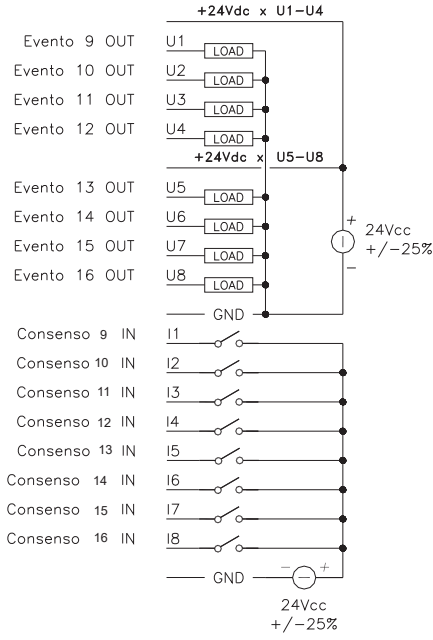 +24Vdc x U1-U4
Evento 9 OUT U1 LOAD
Evento 10 OUT U2 LOAD
Evento 11 OUT U3 LOAD
Evento 12 OUT U4 LOAD
+24Vdc x U5-U8
Evento 13 OUT U5 LOAD
Evento 14 OUT U6 LOAD
Evento 15 OUT U7 LOAD
Evento 16 OUT U8 LOAD
+
24Vcc
+/-25%
-
GND
Consenso 9 IN I1
Consenso 10 IN I2
Consenso 11 IN I3
Consenso 12 IN I4
Consenso 13 IN I5
Consenso 14 IN I6
Consenso 15 IN I7
Consenso 16 IN I8
GND - +
24Vcc
+/-25%